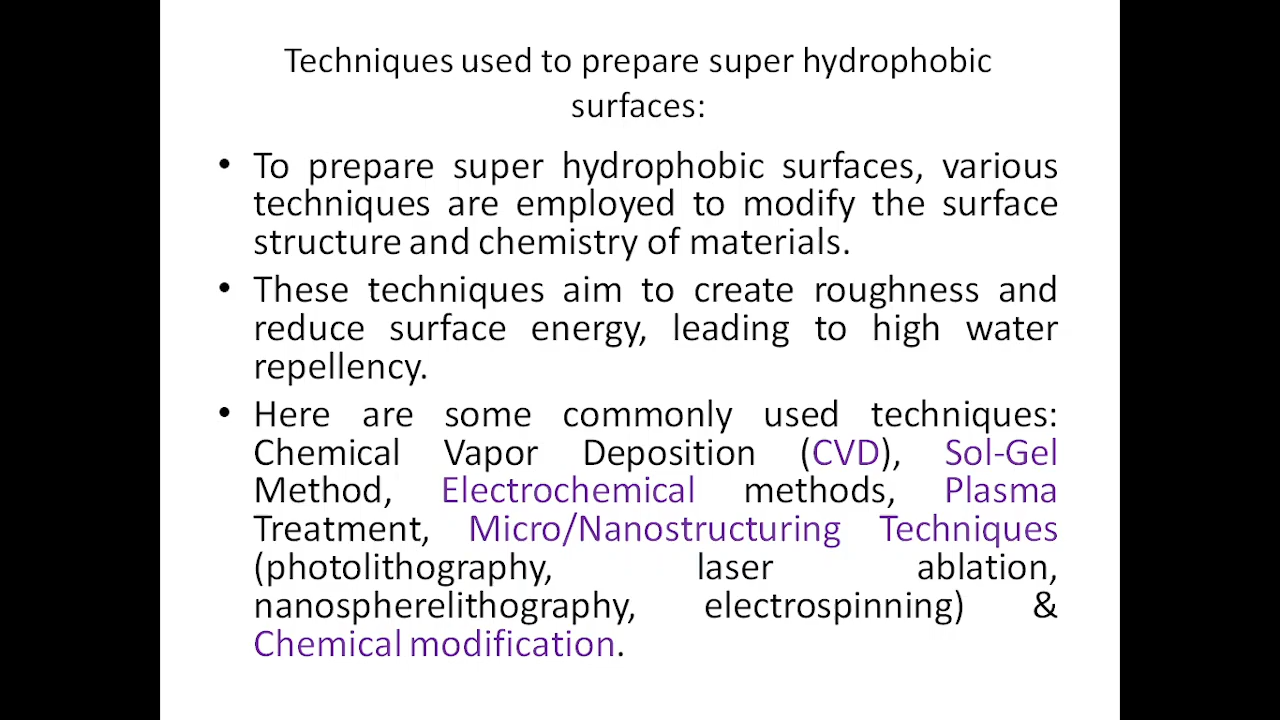 Techniques used to prepare super hydrophobic
surfaces:
• To prepare super hydrophobic surfaces, various
techniques are employed to modify the surface
structure and chemistry of materials.
• These techniques aim to create roughness and
reduce surface energy, leading to high water
repellency.
• Here are some commonly used techniques:
Chemical Vapor Deposition (CVD), Sol-Gel
Method, Electrochemical methods, Plasma
Treatment, Micro/Nanostructuring Techniques
(photolithography, laser ablation,
nanospherelithography, electrospinning) &
Chemical modification.